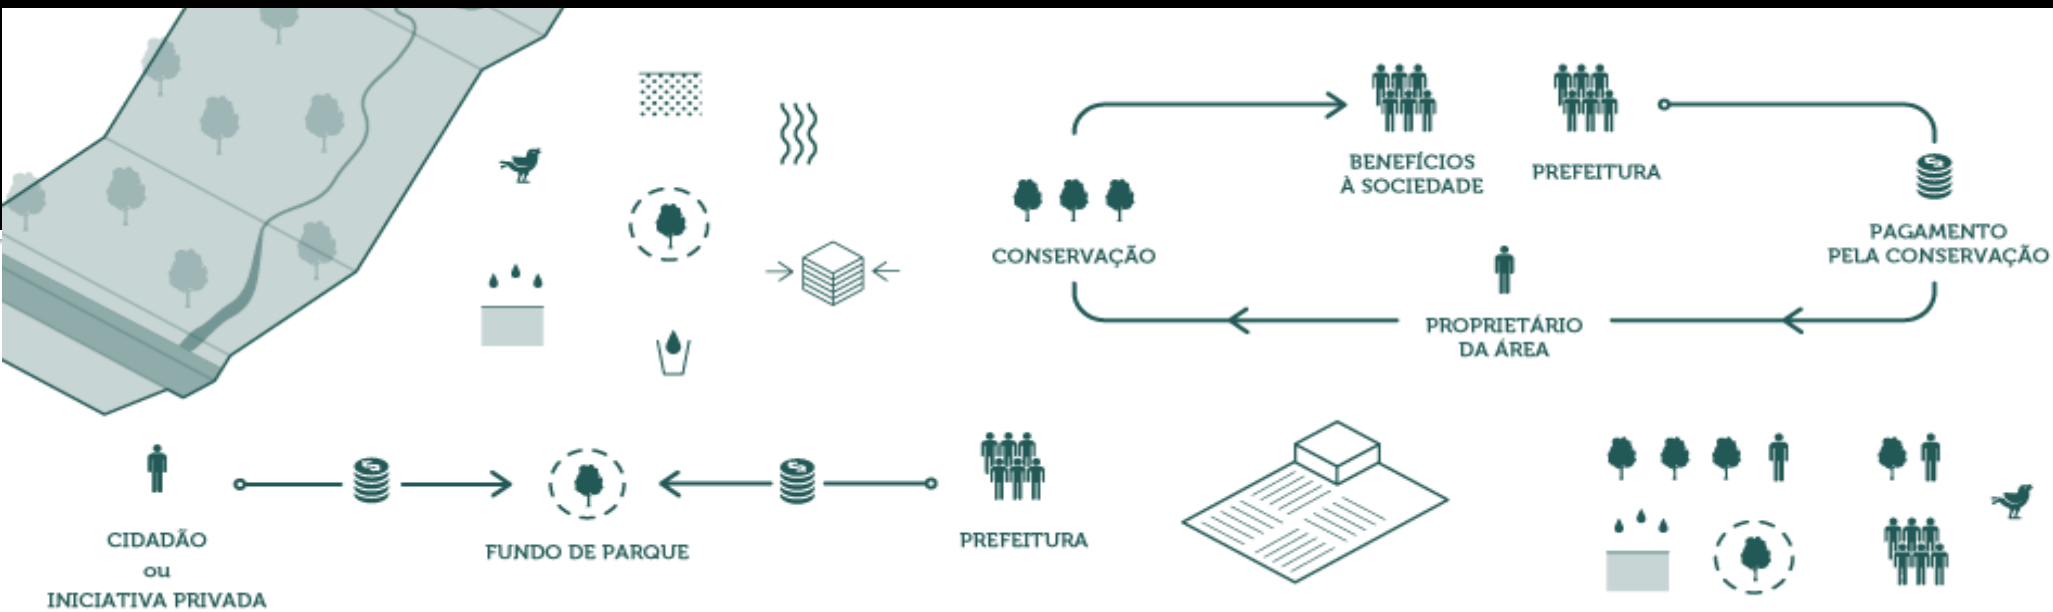 BENEFÍCIOS
À SOCIEDADE
PREFEITURA
CONSERVAÇÃO
PAGAMENTO
PELA CONSERVAÇÃO
PROPRIETÁRIO
DA ÁREA
CIDADÃO
ou
INICIATIVA PRIVADA
FUNDO DE PARQUE
PREFEITURA